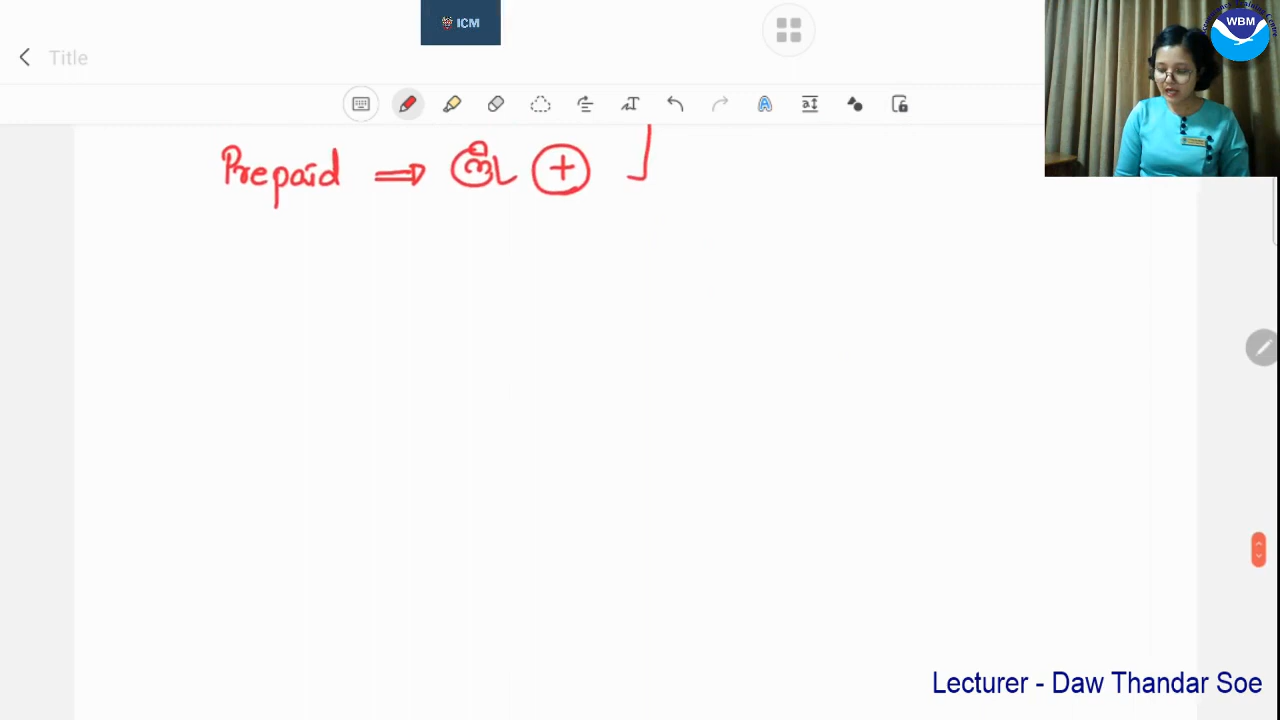 ICM
WBM
Title
Prepaid ⇒ +
Lecturer - Daw Thandar Soe